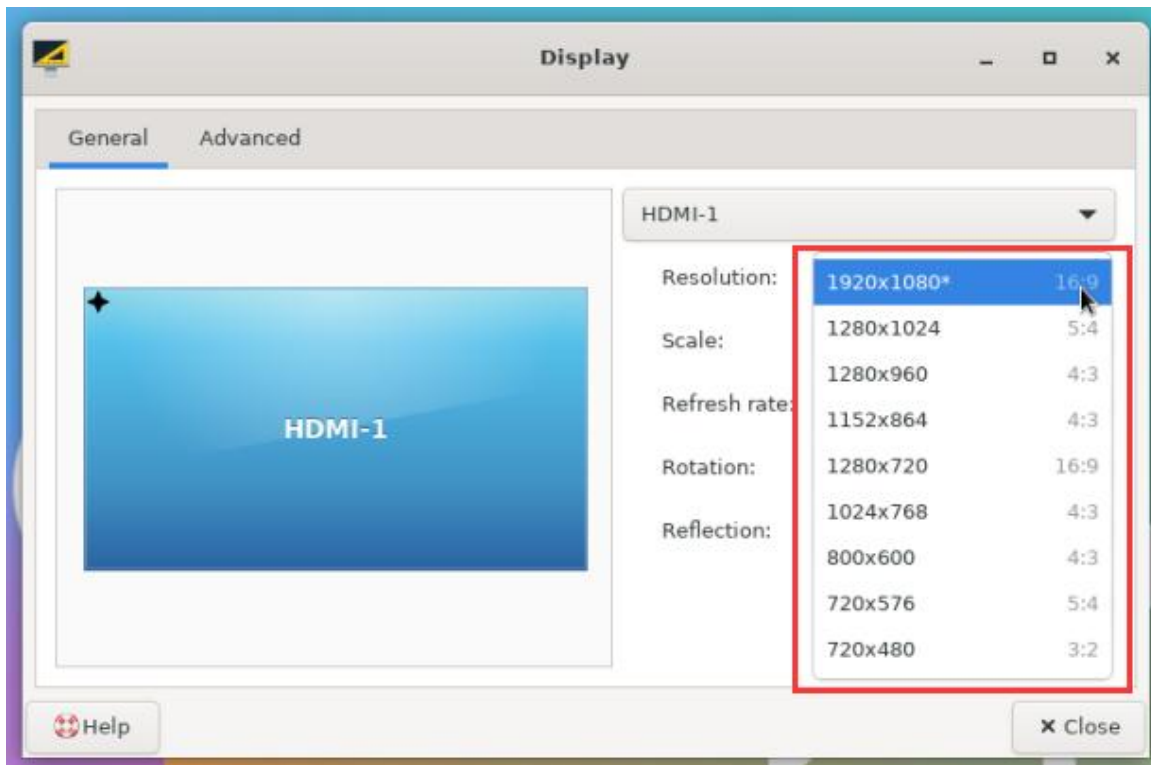 Display
General Advanced
HDMI-1
HDMI-1
Resolution:
Scale:
Refresh rate:
Rotation:
Reflection:
1920x1080* 16:9
1280x1024 5:4
1280x960 4:3
1152x864 4:3
1280x720 16:9
1024x768 4:3
800x600 4:3
720x576 5:4
720x480 3:2
Help
Close